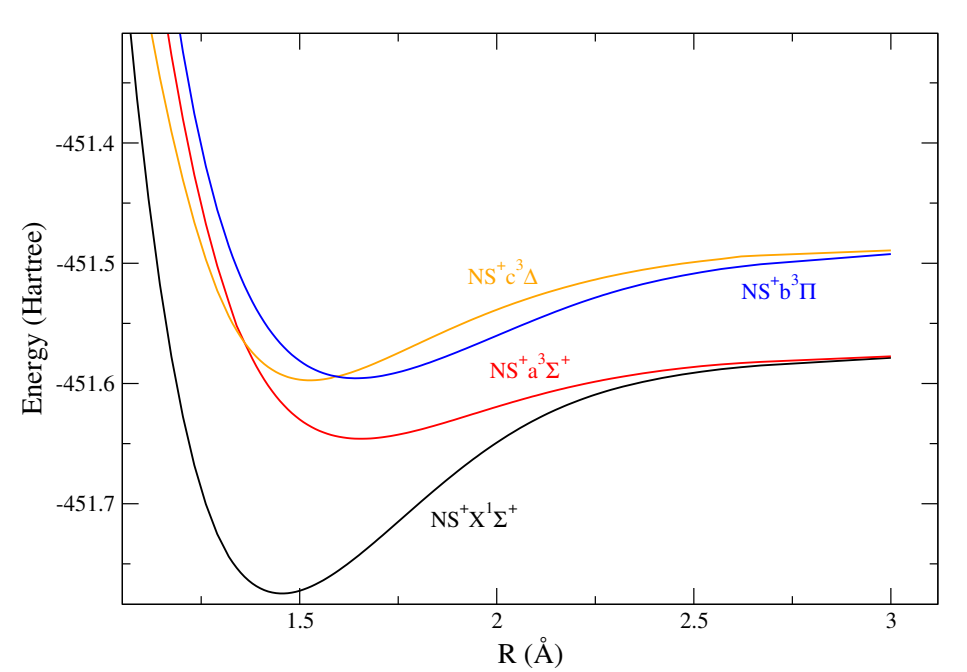 -451.4
-451.5
-451.6
-451.7
Energy (Hartree)
NS⁺c³Δ
NS⁺b³Π
NS⁺a³Σ⁺
NS⁺X¹Σ⁺
1.5 2 2.5 3
R (Å)